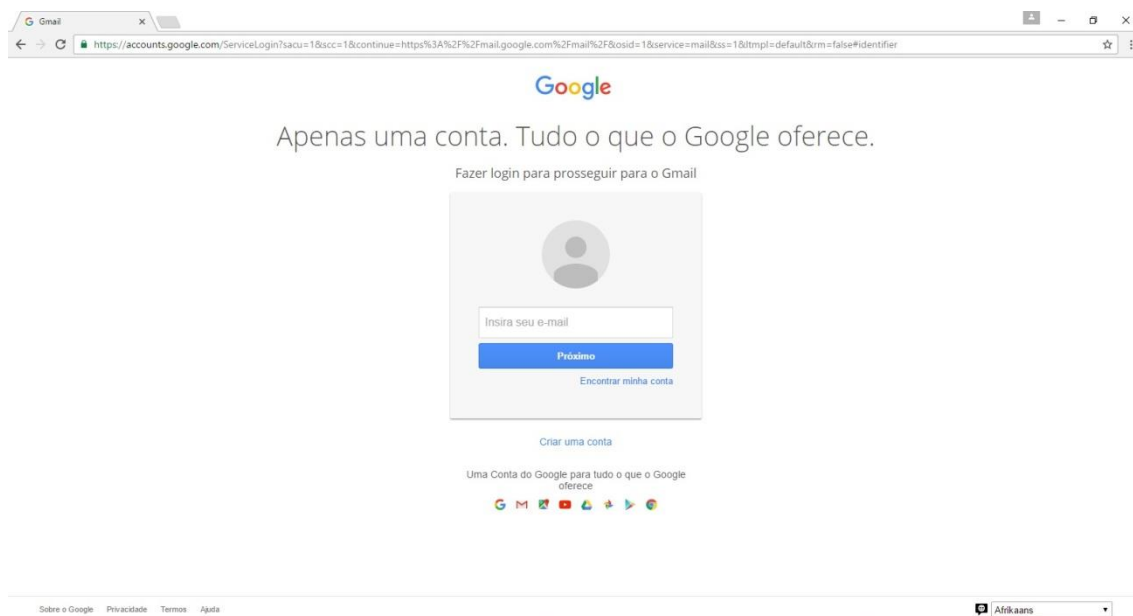 Gmail
https://accounts.google.com/ServiceLogin?sacu=1&scc=1&continue=https%3A%2F%2Fmail.google.com%2Fmail%2F&osid=1&service=mail&ss=1&ltmpl=default&rm=false#identifier
Google
Apenas uma conta. Tudo o que o Google oferece.
Fazer login para prosseguir para o Gmail
Insira seu e-mail
Próximo
Encontrar minha conta
Criar uma conta
Uma Conta do Google para tudo o que o Google
oferece
Sobre o Google Privacidade Termos Ajuda
Afrikaans